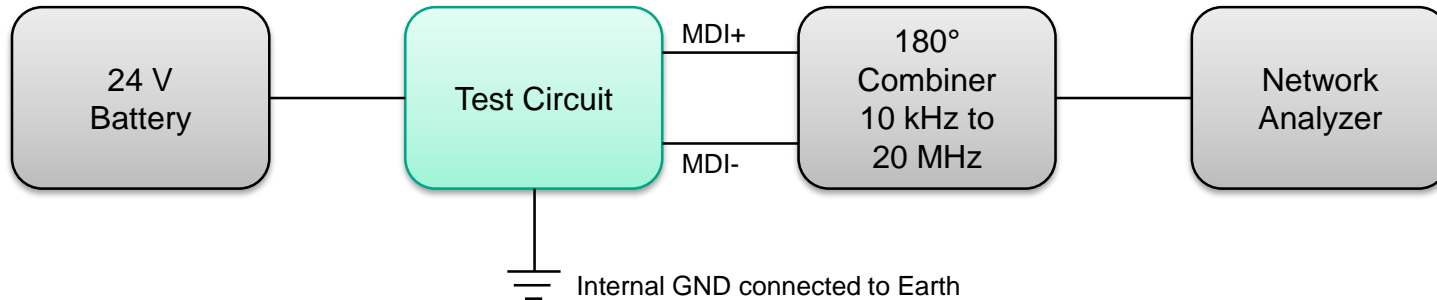 24 V
Battery
Test Circuit
MDI+
MDI-
180°
Combiner
10 kHz to
20 MHz
Network
Analyzer
Internal GND connected to Earth